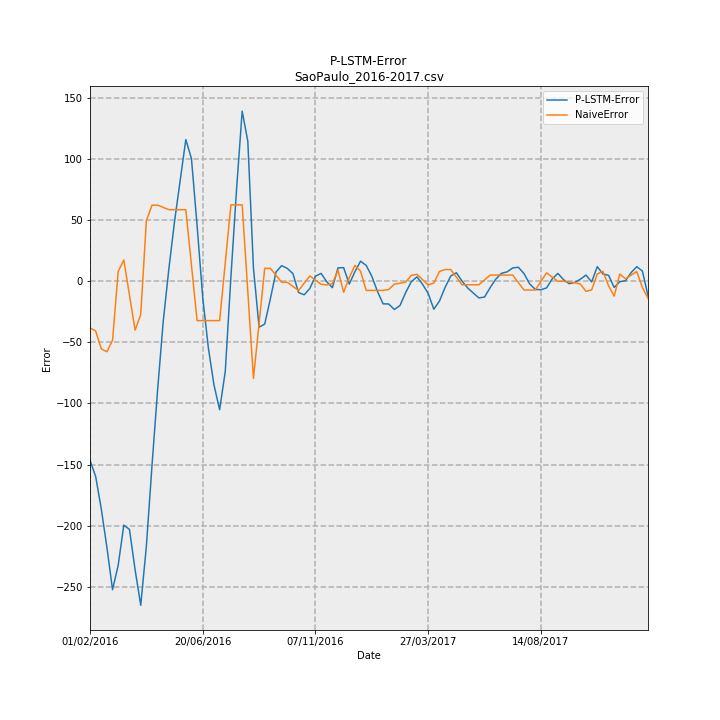 P-LSTM-Error
SaoPaulo_2016-2017.csv
P-LSTM-Error
NaiveError
150
100
50
0
−50
−100
−150
−200
−250
Error
01/02/2016
20/06/2016
07/11/2016
27/03/2017
14/08/2017
Date